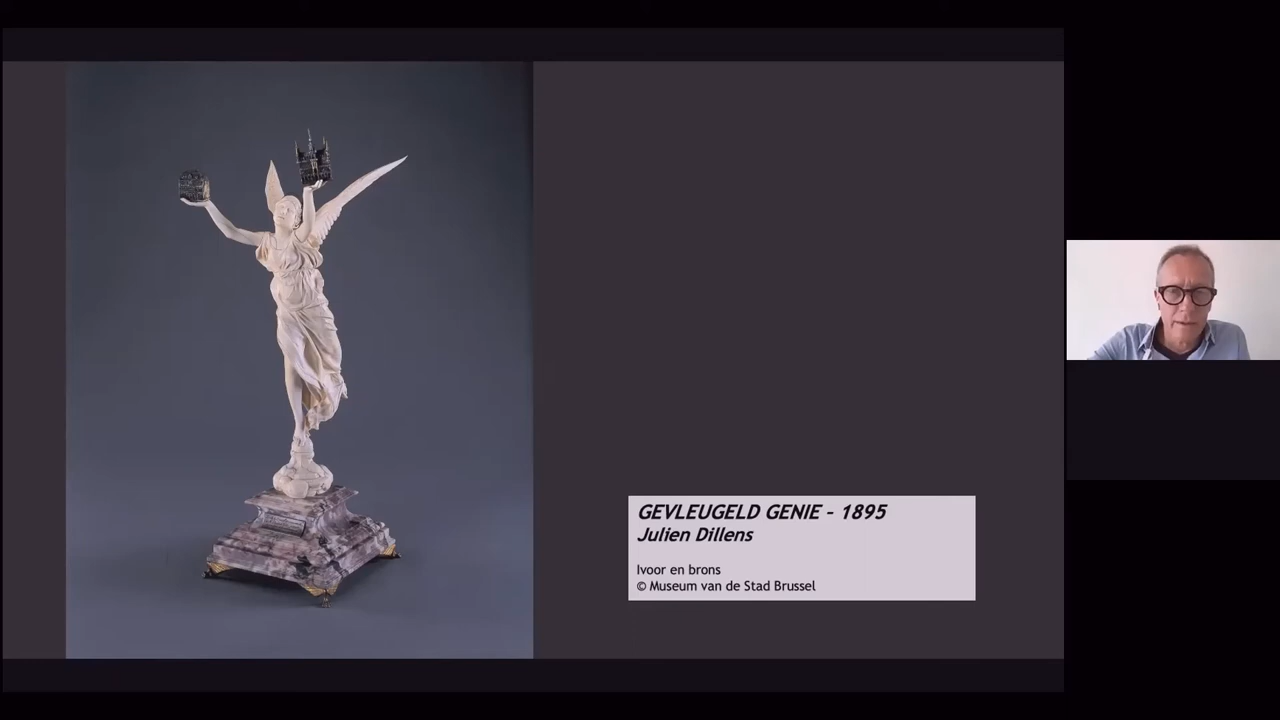 GEVLEUGELD GENIE - 1895
Julien Dillens
Ivoor en brons
© Museum van de Stad Brussel